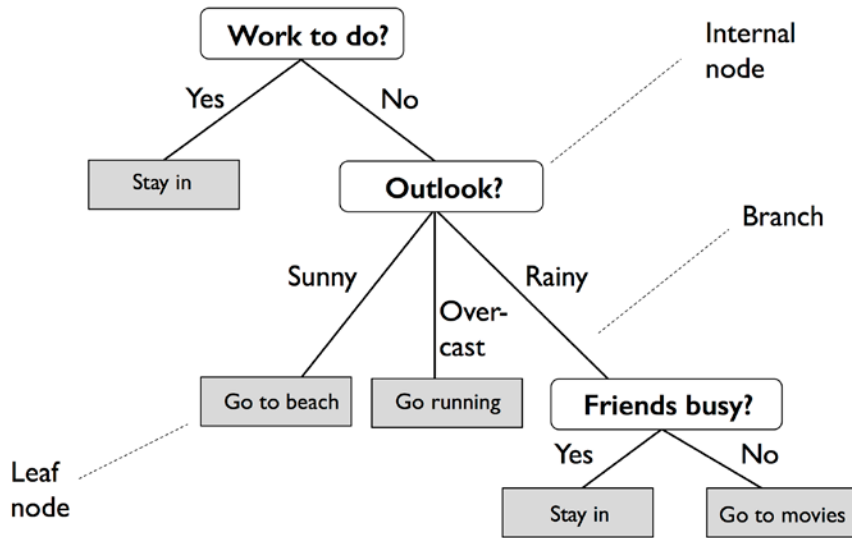 Work to do?
Internal
node
Yes
No
Stay in
Outlook?
Branch
Sunny
Rainy
Over-
cast
Go to beach
Go running
Friends busy?
Leaf
node
Yes
No
Stay in
Go to movies